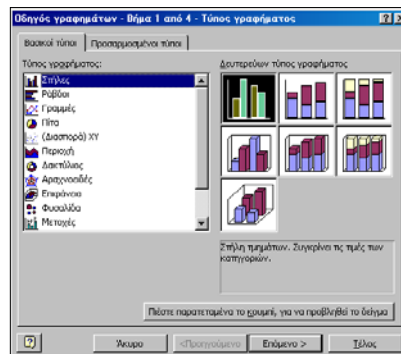 Οδηγός γραφημάτων - Βήμα 1 από 4 - Τύπος γραφήματος
Βασικοί τύποι
Προσαρμοσμένοι τύποι
Τύπος γραφήματος:
Δευτερεύων τύπος γραφήματος
Στήλες
Ράβδοι
Γραμμές
Πίτα
(Διασπορά) XY
Περιοχή
Δακτύλιος
Αραχνοειδές
Επιφάνεια
Φυσαλίδα
Μετοχές
Στήλη τμημάτων. Συγκρίνει τις τιμές των
κατηγοριών.
Πιέστε παρατεταμένα το κουμπί, για να προβληθεί το δείγμα
Άκυρο
<Προηγούμενο
Επόμενο >
Τέλος